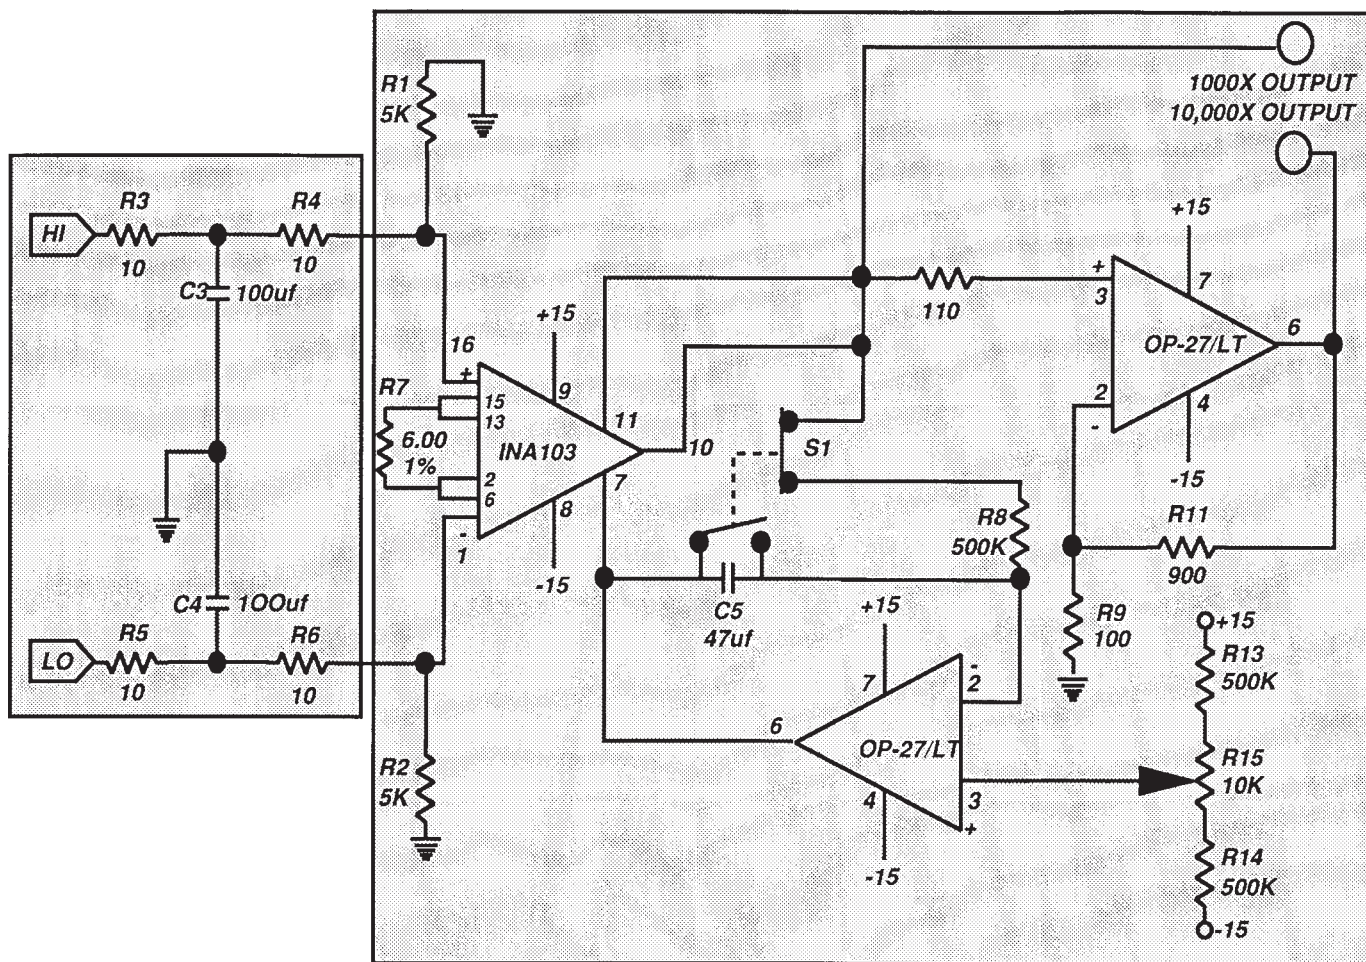 1000X OUTPUT
10,000X OUTPUT
R1
5K
HI
R3
10
R4
10
C3
100uf
+15
16
+
9
R7
15
13
6.00
1%
INA103
11
10
2
6
7
8
-
1
-15
110
+
3
+15
7
OP-27/LT
6
2
-
4
-15
S1
R8
500K
R11
900
C5
47uf
R9
100
C4
100uf
LO
R5
10
R6
10
R2
5K
+15
7
-
2
6
OP-27/LT
4
3
+
-15
+15
R13
500K
R15
10K
R14
500K
-15